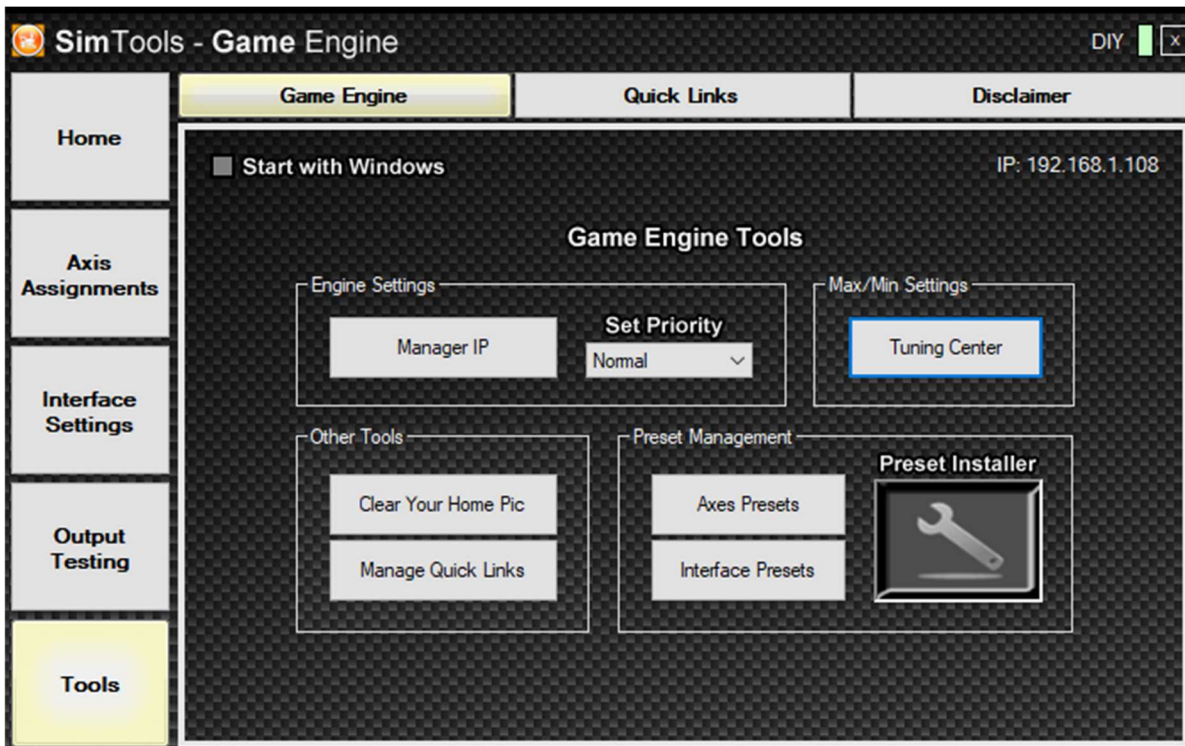 SimTools - Game Engine
DIY
x
Game Engine
Quick Links
Disclaimer
Home
Axis
Assignments
Interface
Settings
Output
Testing
Tools
Start with Windows
IP: 192.168.1.108
Game Engine Tools
Engine Settings
Manager IP
Set Priority
Normal
Max/Min Settings
Tuning Center
Other Tools
Clear Your Home Pic
Manage Quick Links
Preset Management
Axes Presets
Interface Presets
Preset Installer